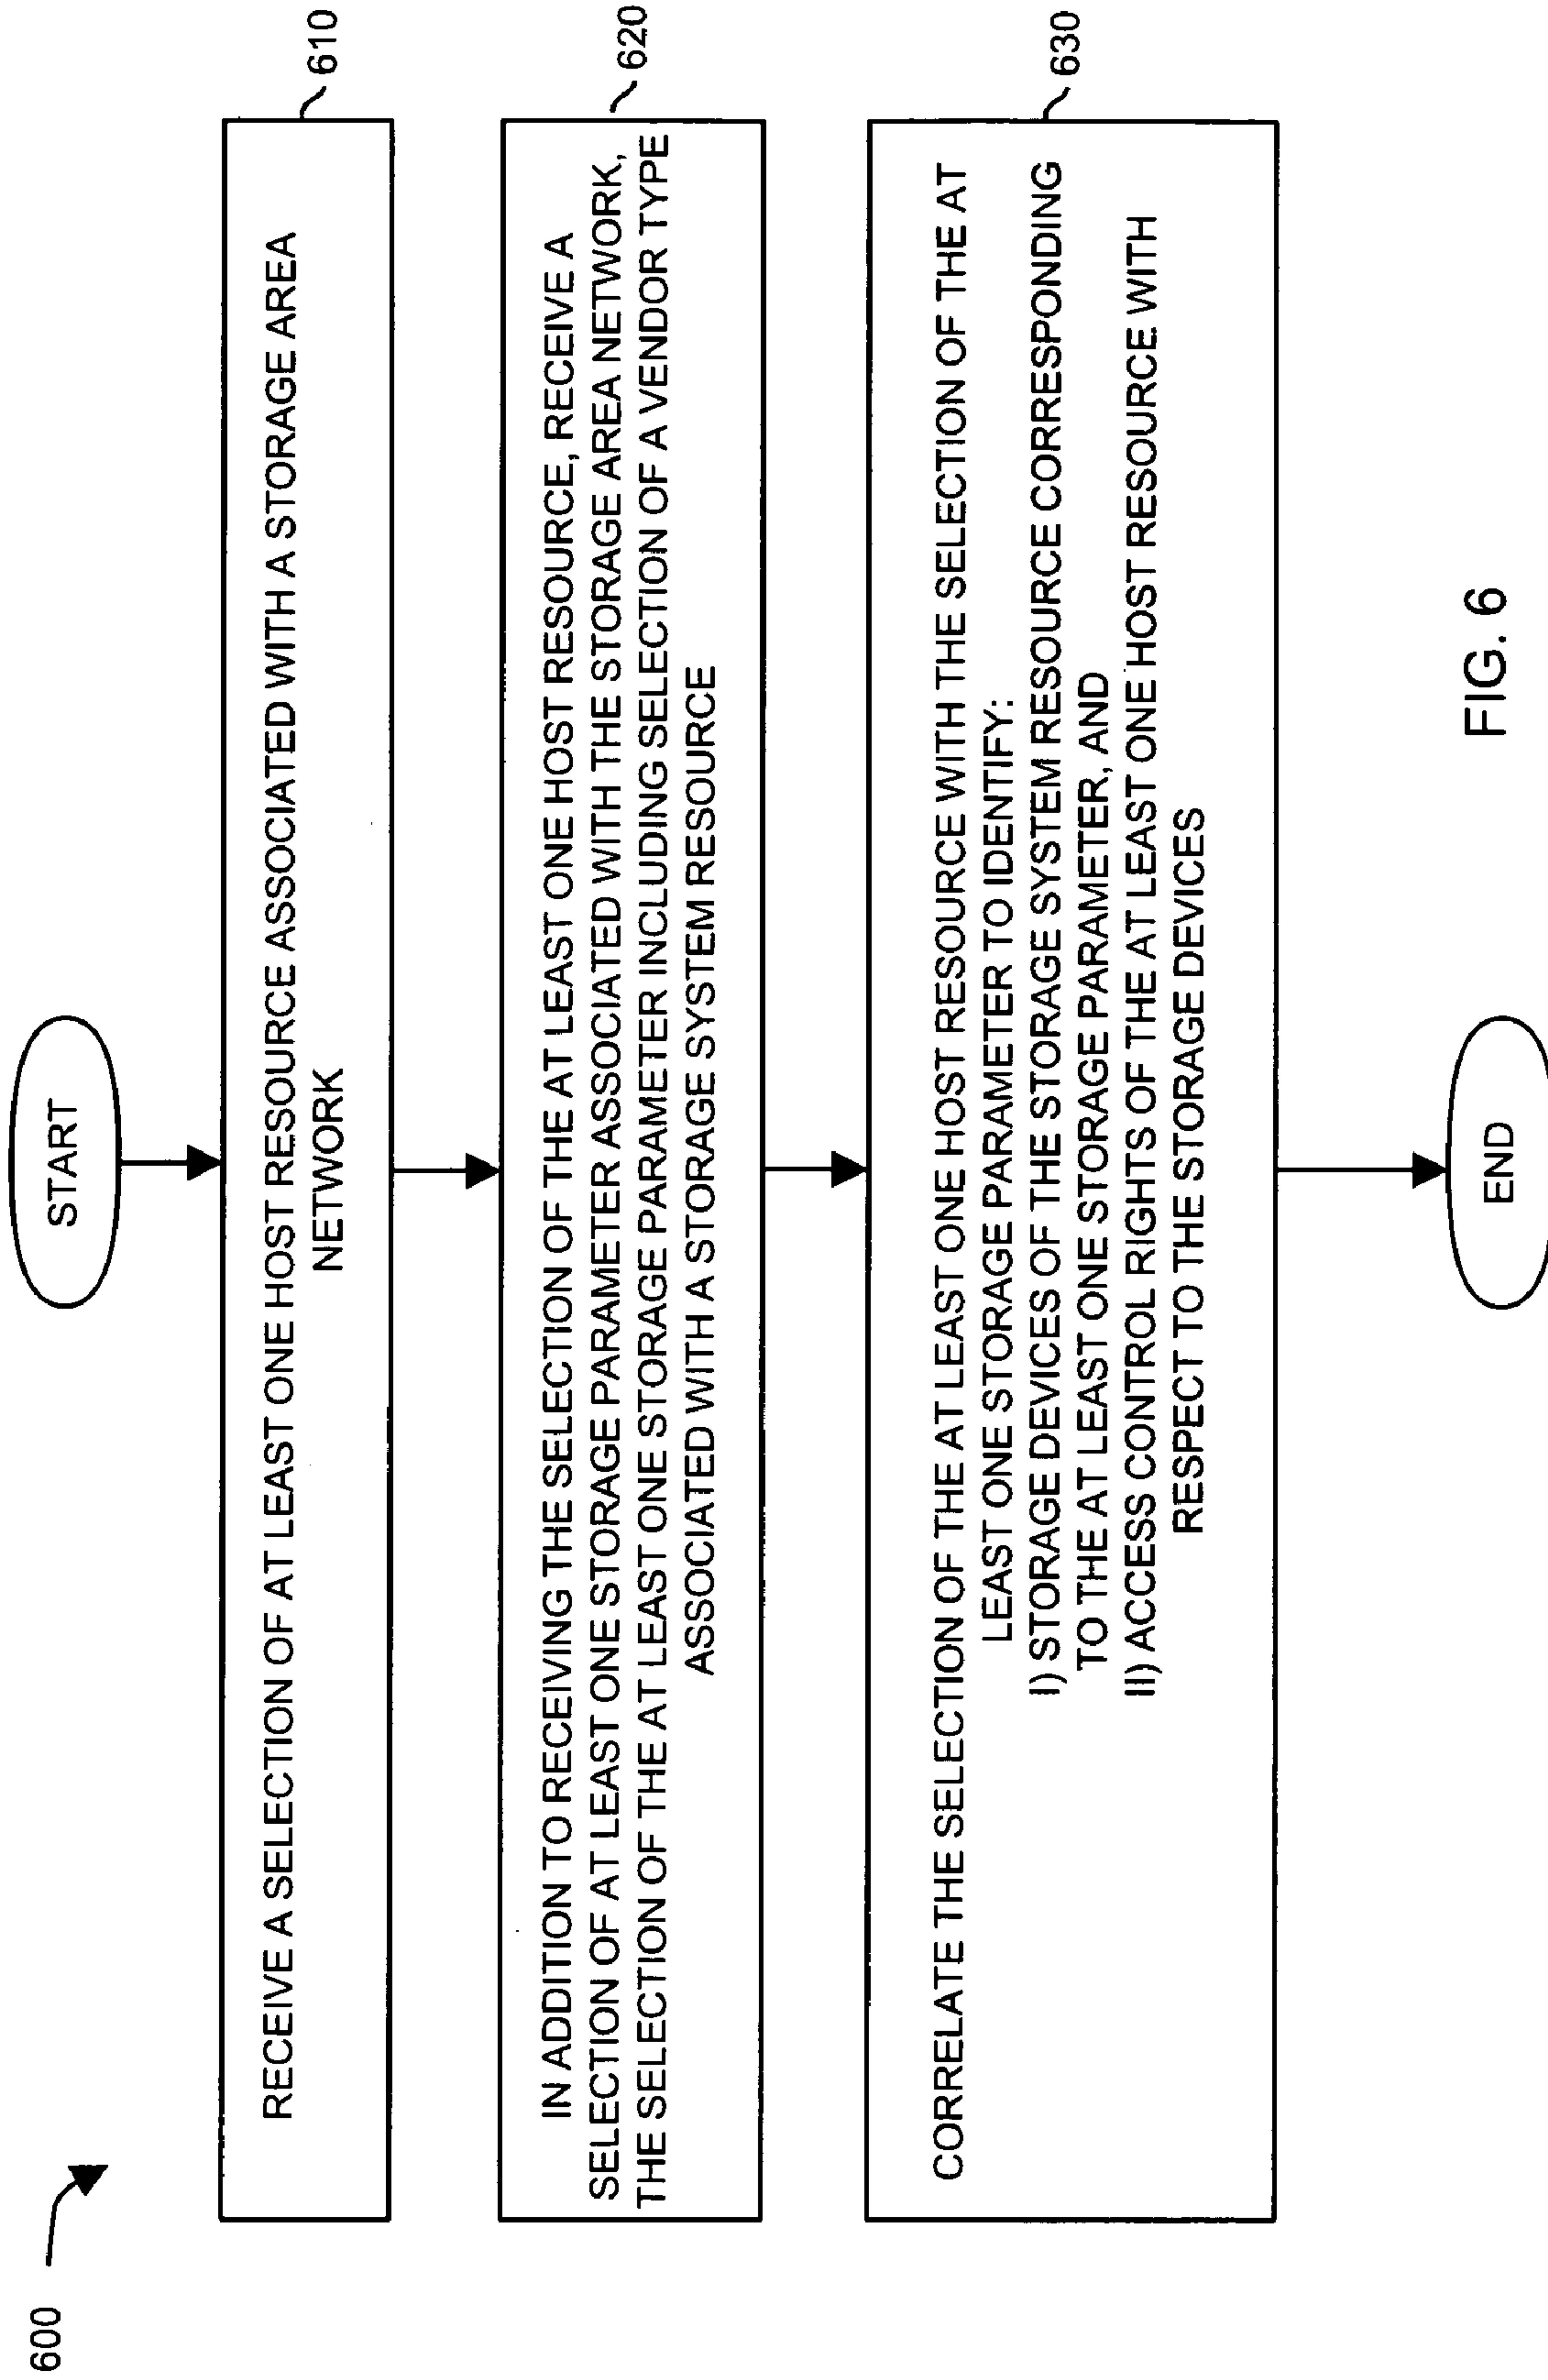 600
START
RECEIVE A SELECTION OF AT LEAST ONE HOST RESOURCE ASSOCIATED WITH A STORAGE AREA
NETWORK
610
IN ADDITION TO RECEIVING THE SELECTION OF THE AT LEAST ONE HOST RESOURCE, RECEIVE A
SELECTION OF AT LEAST ONE STORAGE PARAMETER ASSOCIATED WITH THE STORAGE AREA NETWORK,
THE SELECTION OF THE AT LEAST ONE STORAGE PARAMETER INCLUDING SELECTION OF A VENDOR TYPE
ASSOCIATED WITH A STORAGE SYSTEM RESOURCE
620
CORRELATE THE SELECTION OF THE AT LEAST ONE HOST RESOURCE WITH THE SELECTION OF THE AT
LEAST ONE STORAGE PARAMETER TO IDENTIFY:
I) STORAGE DEVICES OF THE STORAGE SYSTEM RESOURCE CORRESPONDING
TO THE AT LEAST ONE STORAGE PARAMETER, AND
II) ACCESS CONTROL RIGHTS OF THE AT LEAST ONE HOST RESOURCE WITH
RESPECT TO THE STORAGE DEVICES
630
END
FIG. 6